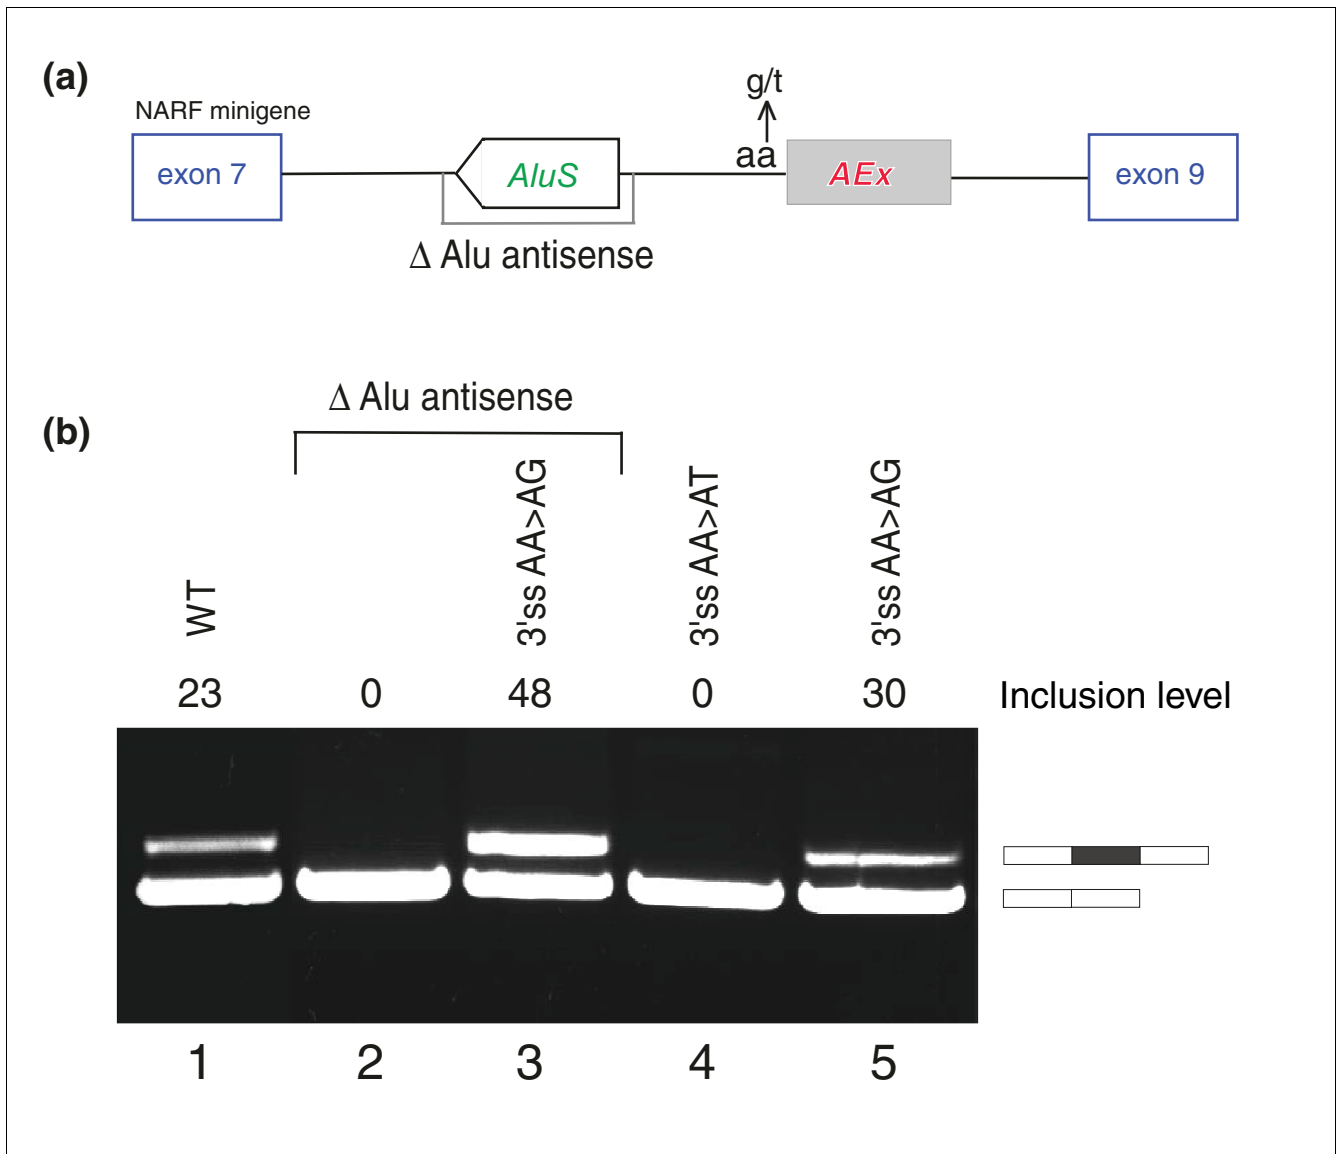 (a)
NARF minigene
g/t
aa
exon 7
AluS
AEx
exon 9
Δ Alu antisense
(b)
Δ Alu antisense
WT
3'ss AA>AG
3'ss AA>AT
3'ss AA>AG
23 0 48 0 30 Inclusion level
1 2 3 4 5